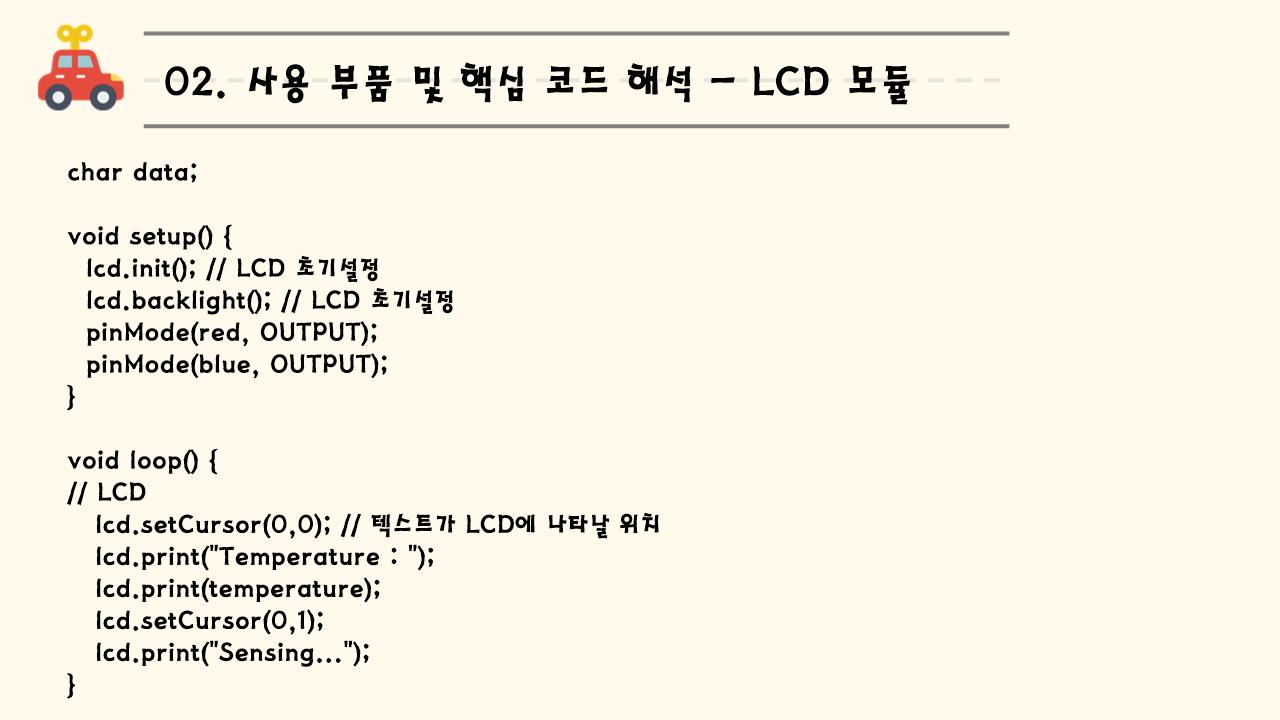 02. 사용 부품 및 핵심 코드 해석 - LCD 모듈
char data;
void setup() {
lcd.init(); // LCD 초기설정
lcd.backlight(); // LCD 초기설정
pinMode(red, OUTPUT);
pinMode(blue, OUTPUT);
}
void loop() {
// LCD
lcd.setCursor(0,0); // 텍스트가 LCD에 나타날 위치
lcd.print("Temperature : ");
lcd.print(temperature);
lcd.setCursor(0,1);
lcd.print("Sensing...");
}